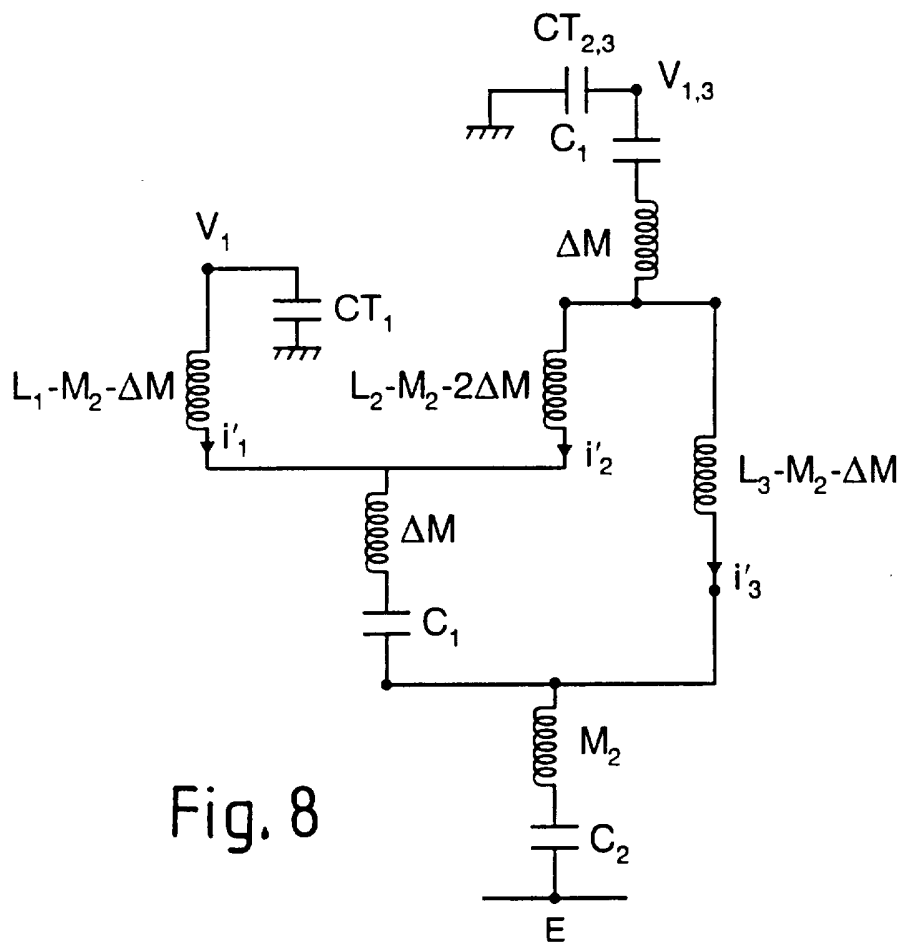 CT₂,₃
V₁,₃
C₁
ΔM
V₁
CT₁
L₁-M₂-ΔM
L₂-M₂-2ΔM
i'₁
i'₂
L₃-M₂-ΔM
ΔM
i'₃
C₁
M₂
Fig. 8
C₂
E